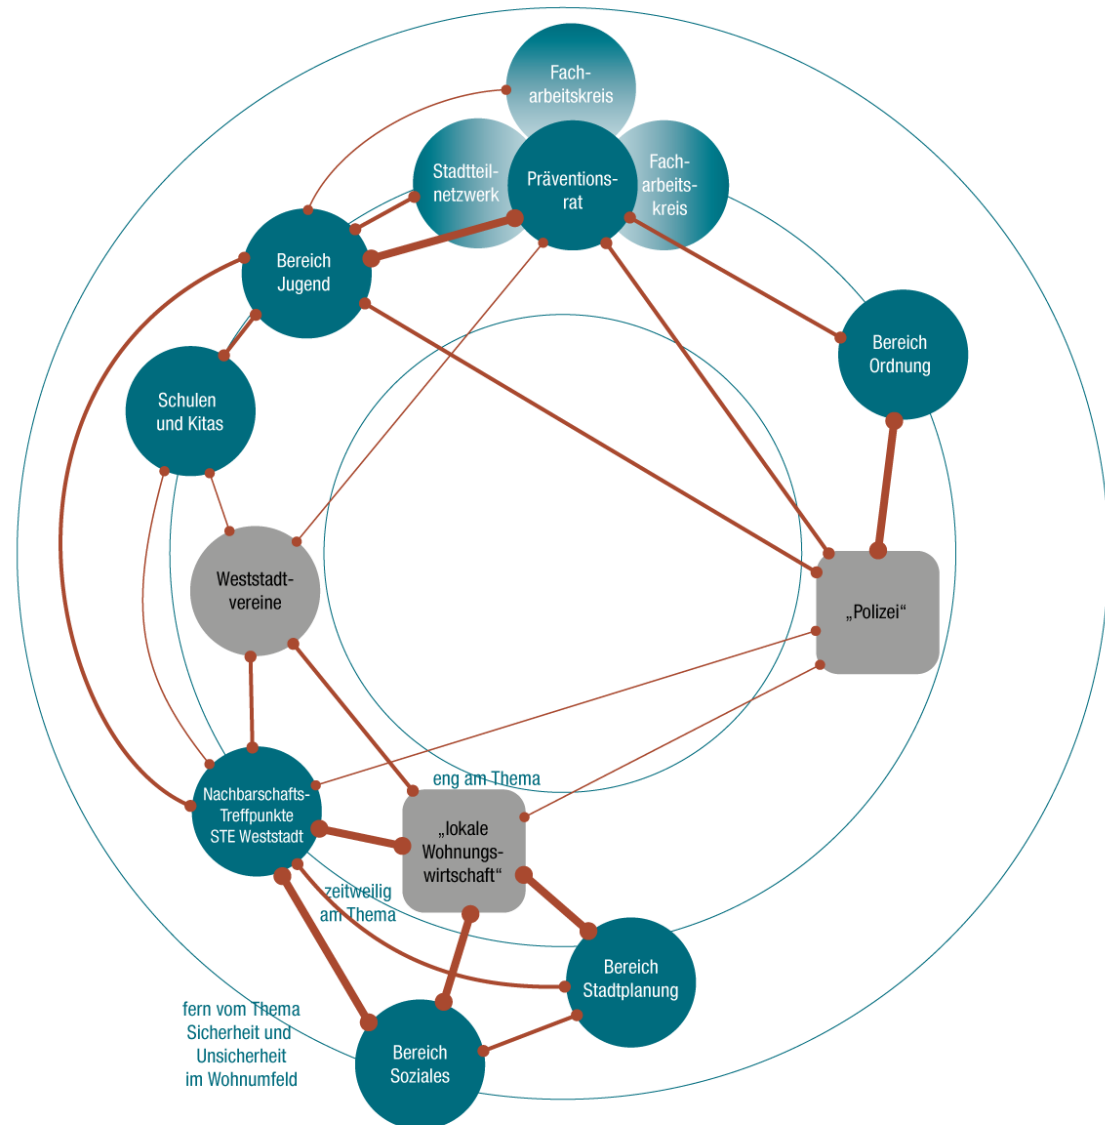 Fach-
arbeitskreis
Stadtteil-
netzwerk
Präventions-
rat
Fach-
arbeits-
kreis
Bereich
Jugend
Bereich
Ordnung
Schulen
und Kitas
Weststadt-
vereine
„Polizei“
Nachbarschafts-
Treffpunkte
STE Weststadt
eng am Thema
„lokale
Wohnungs-
wirtschaft“
zeitweilig
am Thema
Bereich
Stadtplanung
fern vom Thema
Sicherheit und
Unsicherheit
im Wohnumfeld
Bereich
Soziales